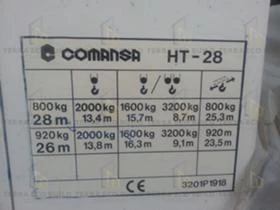 COMANSA HT-28
800kg 2000kg 1600kg 3200kg 800kg
28 m 13,4m 15,7m 8,7m 25,3m
920kg 2000kg 1600kg 3200kg 920m
26 m 13,8m 16,3m 9,1m 23,5m
CE 3201P1918